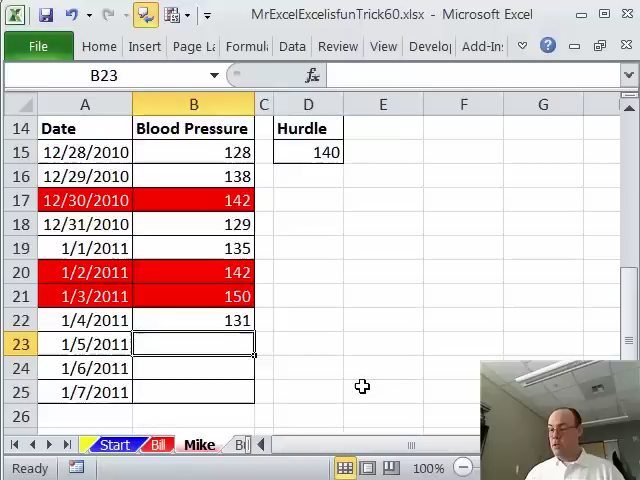 MrExcelExcelisfunTrick60.xlsx - Microsoft Excel
File Home Insert Page La Formula Data Review View Develo Add-In
B23 fx
A B C D E F G
14 Date Blood Pressure Hurdle
15 12/28/2010 128 140
16 12/29/2010 138
17 12/30/2010 142
18 12/31/2010 129
19 1/1/2011 135
20 1/2/2011 142
21 1/3/2011 150
22 1/4/2011 131
23 1/5/2011
24 1/6/2011
25 1/7/2011
26
Start Bill Mike Bu
Ready 100%